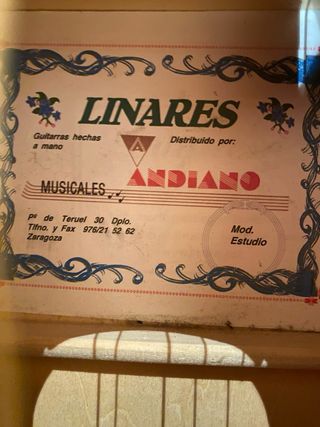 LINARES
Guitarras hechas
a mano
Distribuido por:
A
MUSICALES
ANDIANO
Pº de Teruel 30 Dplo.
Tlfno. y Fax 976/21 52 62
Zaragoza
Mod.
Estudio